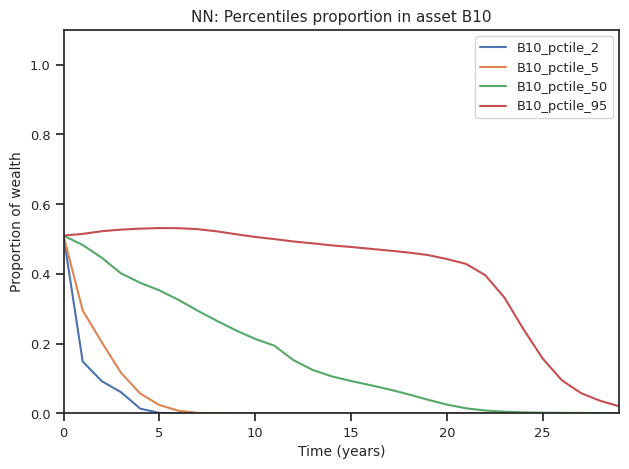 NN: Percentiles proportion in asset B10
B10_pctile_2
B10_pctile_5
B10_pctile_50
B10_pctile_95
Proportion of wealth
1.0
0.8
0.6
0.4
0.2
0.0
0 5 10 15 20 25
Time (years)